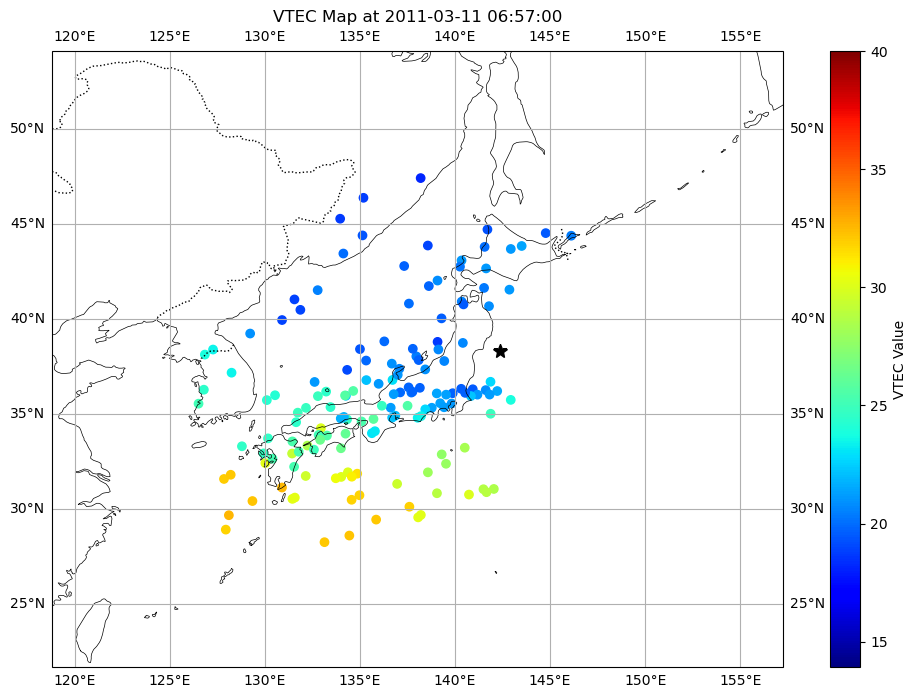 VTEC Map at 2011-03-11 06:57:00
120°E 125°E 130°E 135°E 140°E 145°E 150°E 155°E
50°N 50°N
45°N 45°N
40°N 40°N
35°N 35°N
30°N 30°N
25°N 25°N
120°E 125°E 130°E 135°E 140°E 145°E 150°E 155°E
40
35
30
25
20
15
VTEC Value